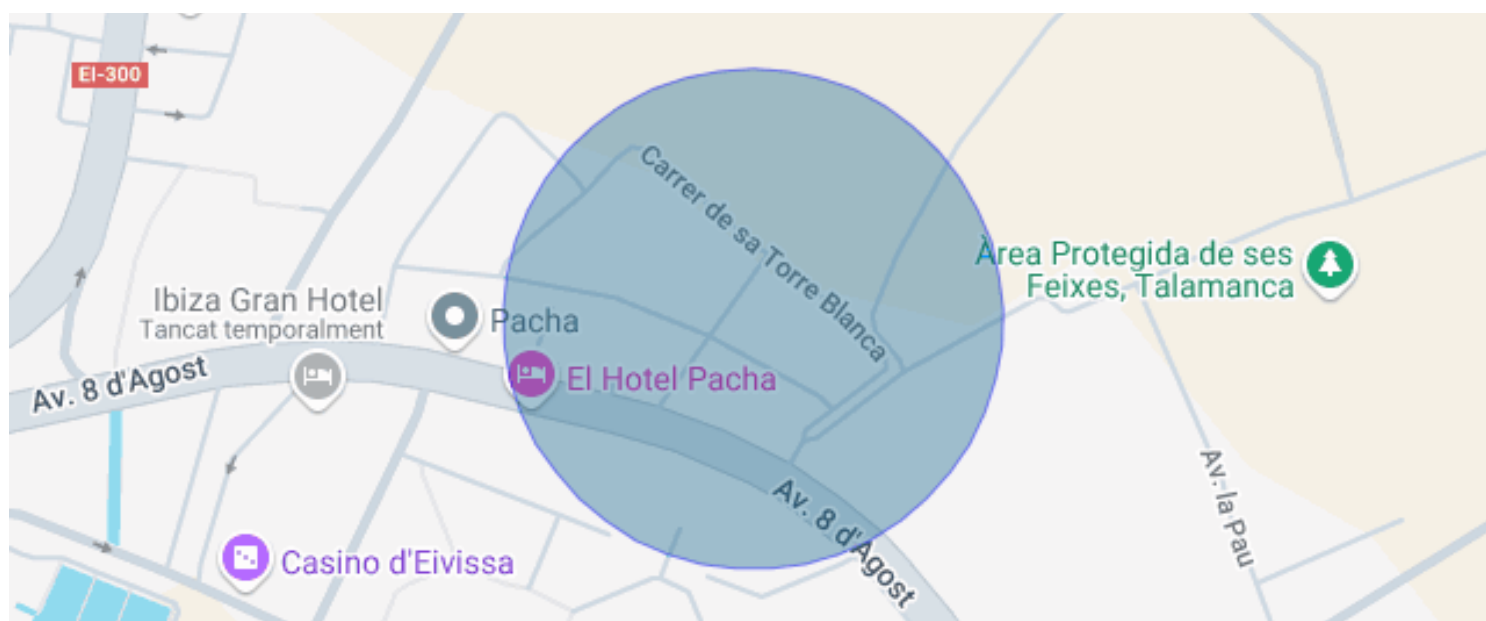 EI-300
Carrer de sa Torre Blanca
Àrea Protegida de ses
Feixes, Talamanca
Ibiza Gran Hotel
Tancat temporalment
Pacha
El Hotel Pacha
Av. 8 d'Agost
Av. 8 d'Agost
Av. la Pau
Casino d'Eivissa